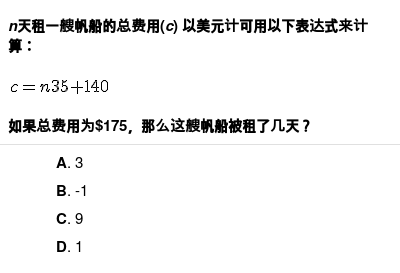 n天租一艘帆船的总费用(c) 以美元计可用以下表达式来计
算：
c = n35+140
如果总费用为$175，那么这艘帆船被租了几天？
A. 3
B. -1
C. 9
D. 1